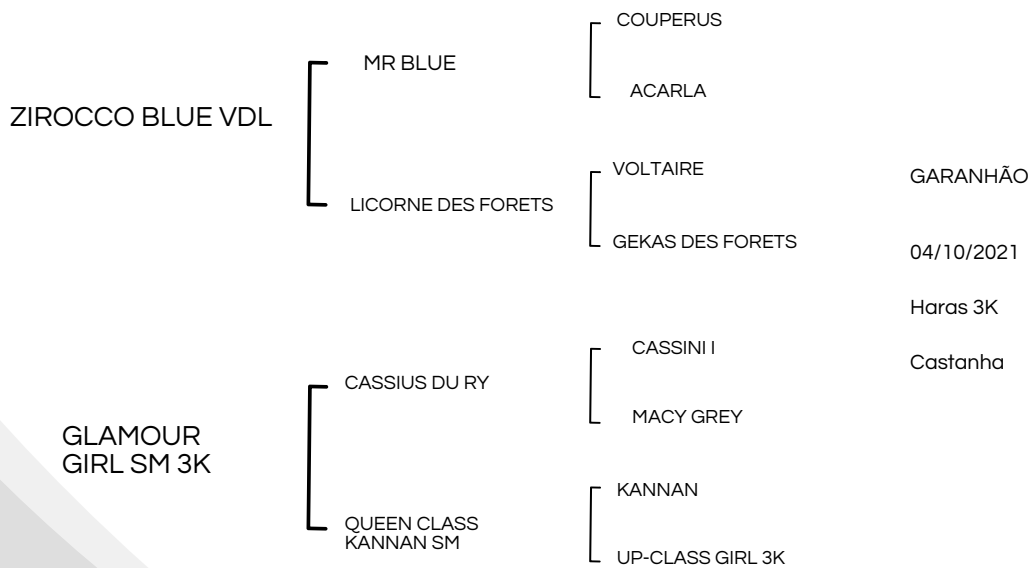 ZIROCCO BLUE VDL
MR BLUE
COUPERUS
ACARLA
LICORNE DES FORETS
VOLTAIRE
GEKAS DES FORETS
GLAMOUR
GIRL SM 3K
CASSIUS DU RY
CASSINI I
MACY GREY
QUEEN CLASS
KANNAN SM
KANNAN
UP-CLASS GIRL 3K
GARANHÃO
04/10/2021
Haras 3K
Castanha